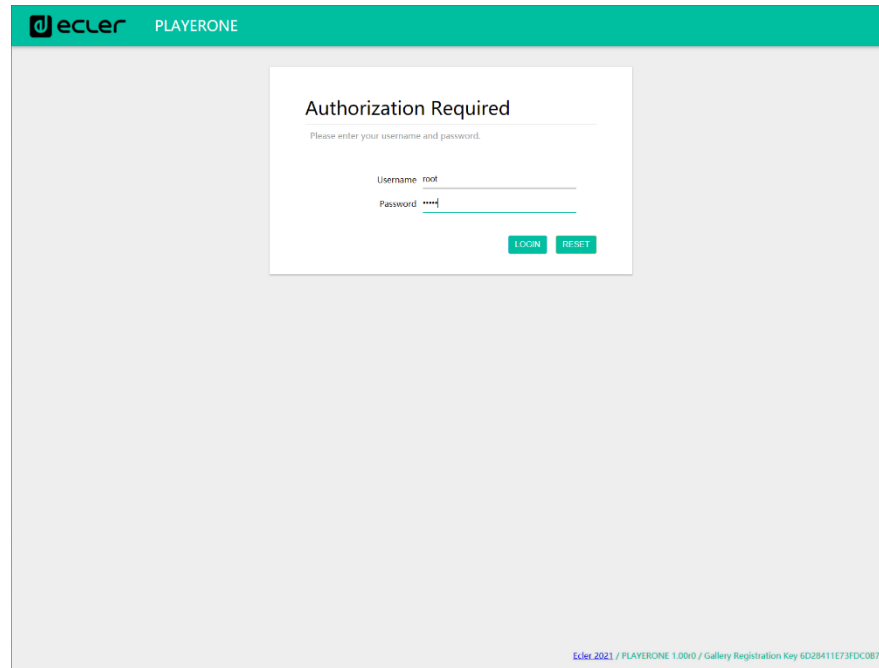 ecler PLAYERONE
Authorization Required
Please enter your username and password.
Username root
Password •••••
LOGIN RESET
Ecler 2021 / PLAYERONE 1.00r0 / Gallery Registration Key 6D28411E73FDC0B7